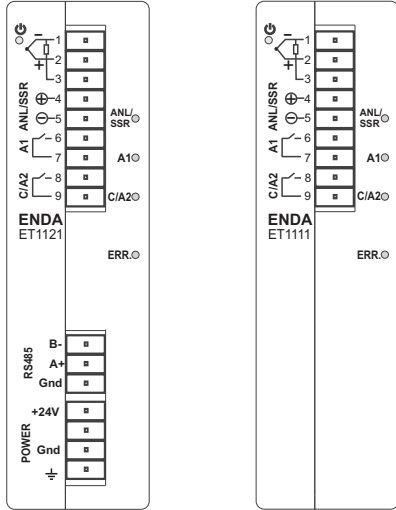 1
2
3
ANL/SSR
4
5
A1
6
7
C/A2
8
9
ANL/
SSR
A1
C/A2
ENDA
ET1121
ERR.
RS485
B-
A+
Gnd
POWER
+24V
Gnd
1
2
3
ANL/SSR
4
5
A1
6
7
C/A2
8
9
ANL/
SSR
A1
C/A2
ENDA
ET1111
ERR.